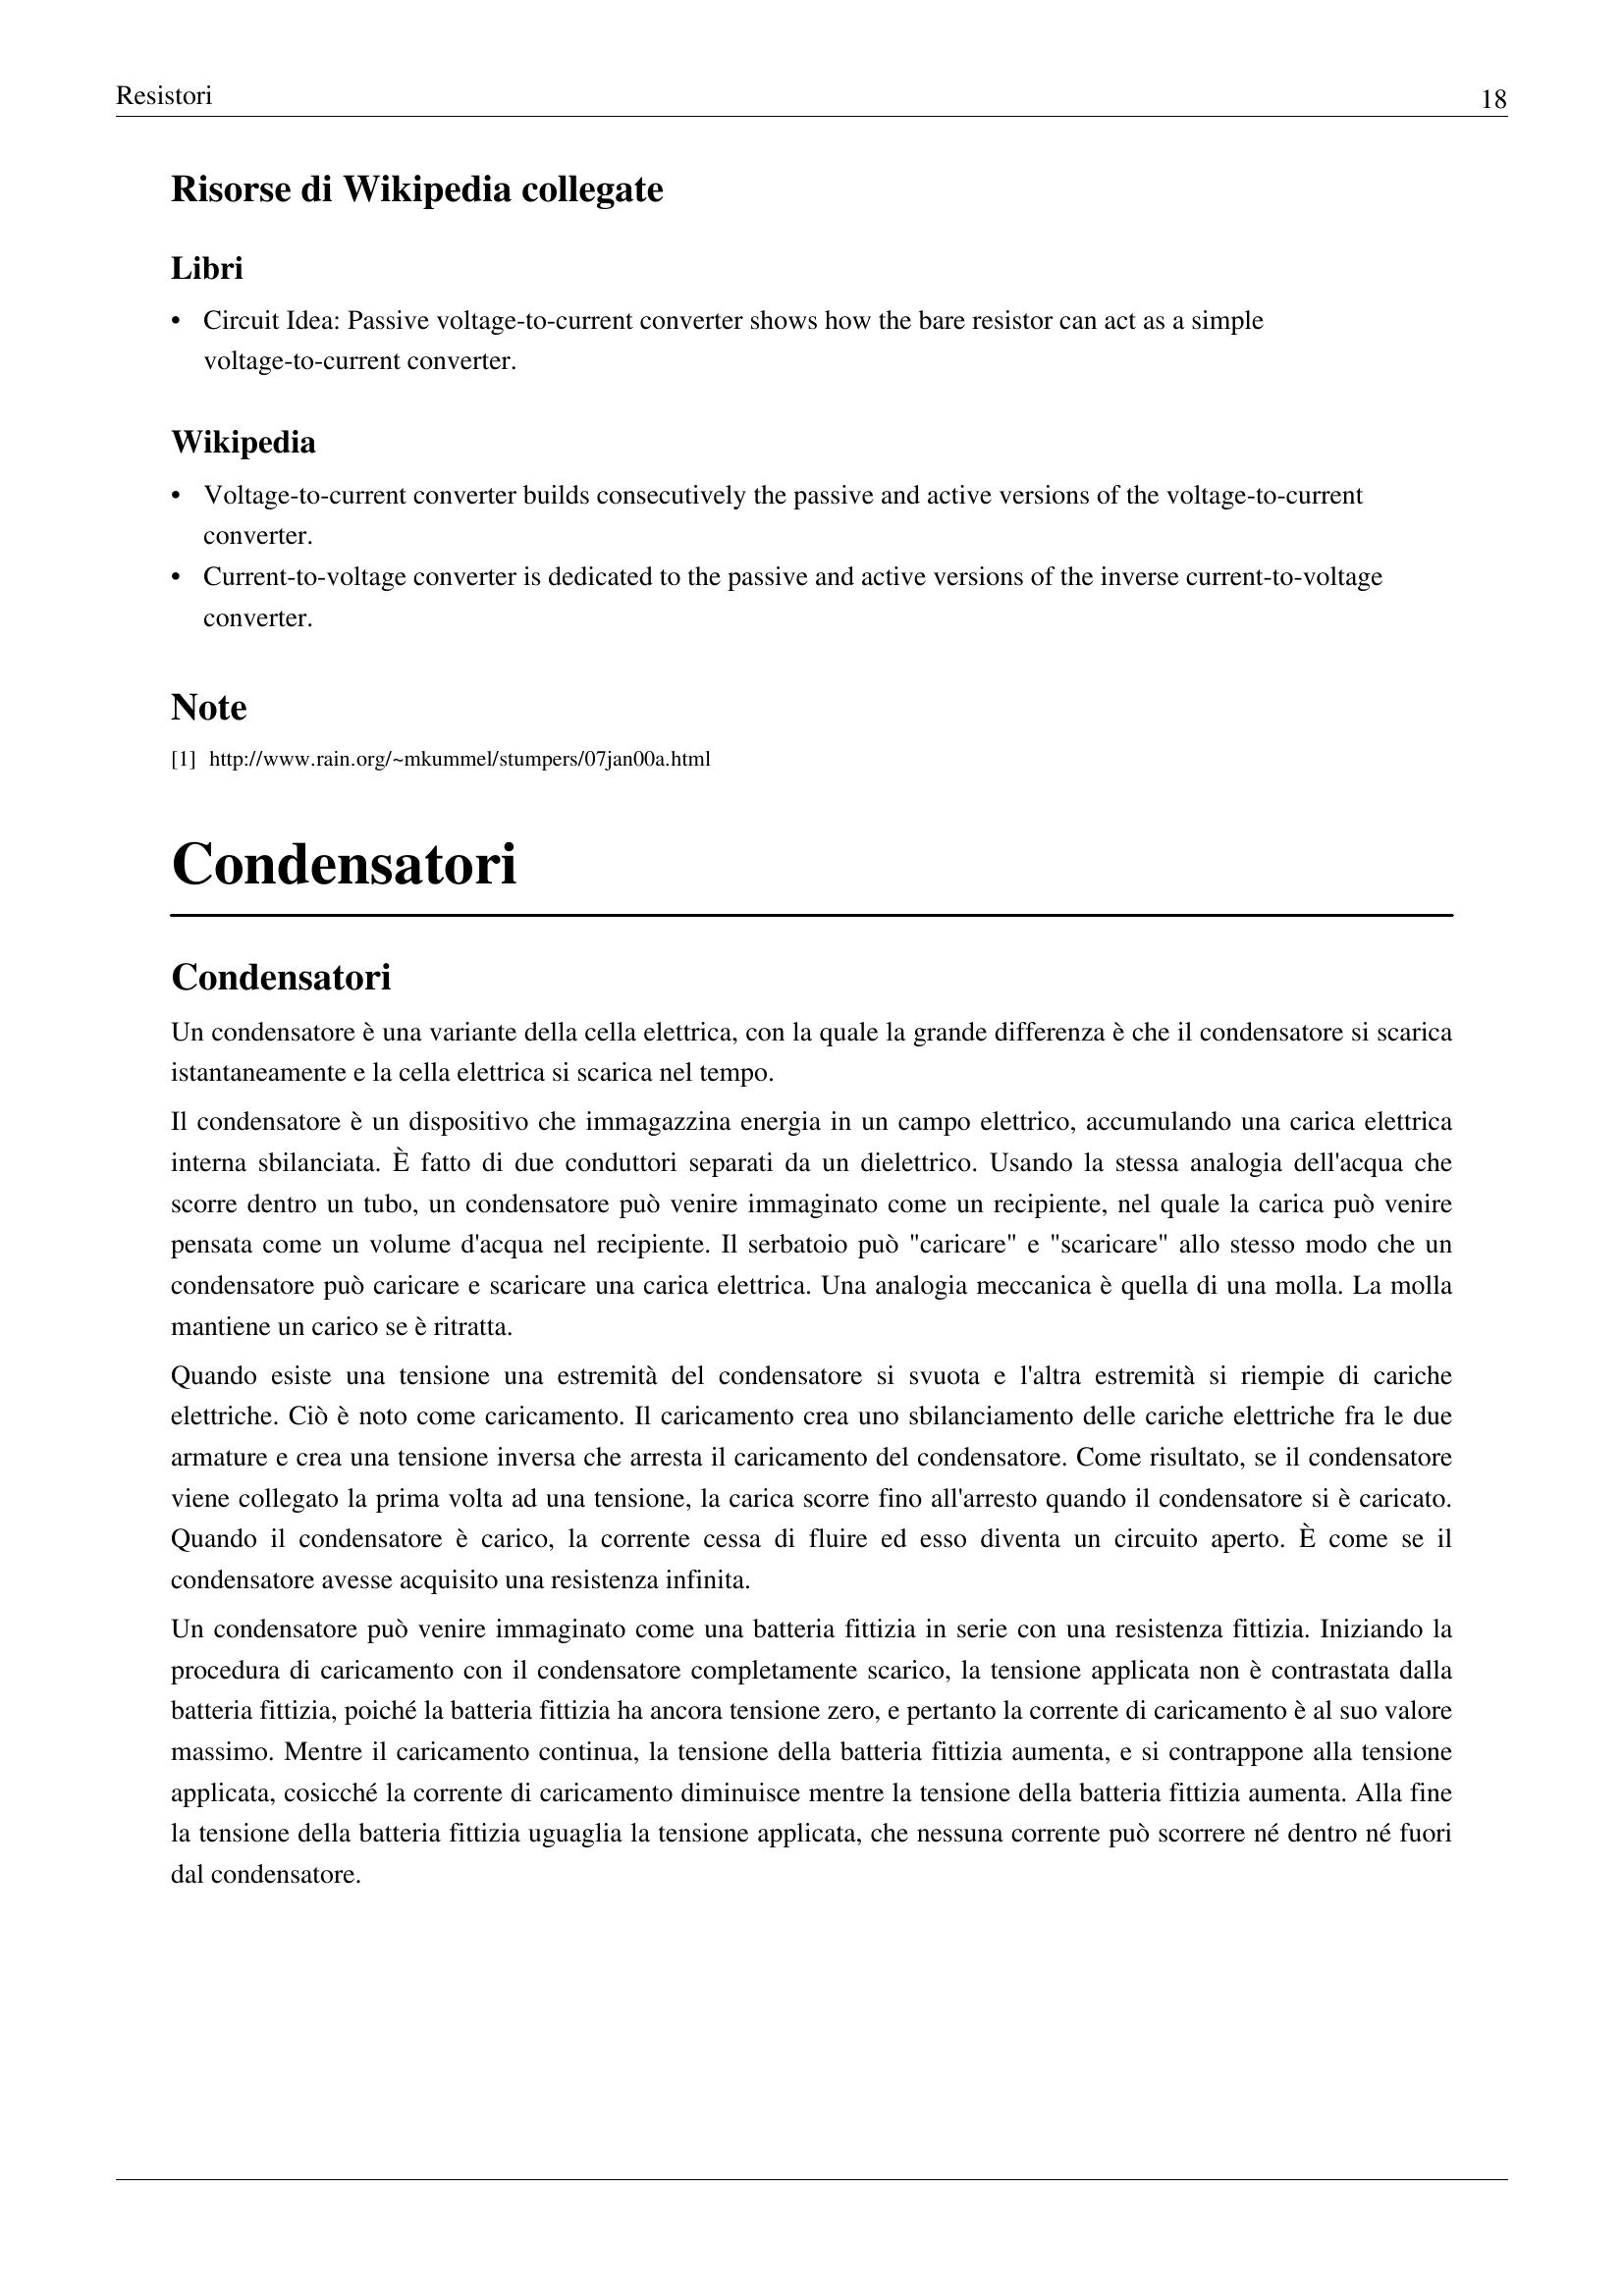 Resistori 18
Risorse di Wikipedia collegate
Libri
• Circuit Idea: Passive voltage-to-current converter shows how the bare resistor can act as a simple
voltage-to-current converter.
Wikipedia
• Voltage-to-current converter builds consecutively the passive and active versions of the voltage-to-current
converter.
• Current-to-voltage converter is dedicated to the passive and active versions of the inverse current-to-voltage
converter.
Note
[1] http://www.rain.org/~mkummel/stumpers/07jan00a.html
Condensatori
Condensatori
Un condensatore è una variante della cella elettrica, con la quale la grande differenza è che il condensatore si scarica
istantaneamente e la cella elettrica si scarica nel tempo.
Il condensatore è un dispositivo che immagazzina energia in un campo elettrico, accumulando una carica elettrica
interna sbilanciata. È fatto di due conduttori separati da un dielettrico. Usando la stessa analogia dell'acqua che
scorre dentro un tubo, un condensatore può venire immaginato come un recipiente, nel quale la carica può venire
pensata come un volume d'acqua nel recipiente. Il serbatoio può "caricare" e "scaricare" allo stesso modo che un
condensatore può caricare e scaricare una carica elettrica. Una analogia meccanica è quella di una molla. La molla
mantiene un carico se è ritratta.
Quando esiste una tensione una estremità del condensatore si svuota e l'altra estremità si riempie di cariche
elettriche. Ciò è noto come caricamento. Il caricamento crea uno sbilanciamento delle cariche elettriche fra le due
armature e crea una tensione inversa che arresta il caricamento del condensatore. Come risultato, se il condensatore
viene collegato la prima volta ad una tensione, la carica scorre fino all'arresto quando il condensatore si è caricato.
Quando il condensatore è carico, la corrente cessa di fluire ed esso diventa un circuito aperto. È come se il
condensatore avesse acquisito una resistenza infinita.
Un condensatore può venire immaginato come una batteria fittizia in serie con una resistenza fittizia. Iniziando la
procedura di caricamento con il condensatore completamente scarico, la tensione applicata non è contrastata dalla
batteria fittizia, poiché la batteria fittizia ha ancora tensione zero, e pertanto la corrente di caricamento è al suo valore
massimo. Mentre il caricamento continua, la tensione della batteria fittizia aumenta, e si contrappone alla tensione
applicata, cosicché la corrente di caricamento diminuisce mentre la tensione della batteria fittizia aumenta. Alla fine
la tensione della batteria fittizia uguaglia la tensione applicata, che nessuna corrente può scorrere né dentro né fuori
dal condensatore.